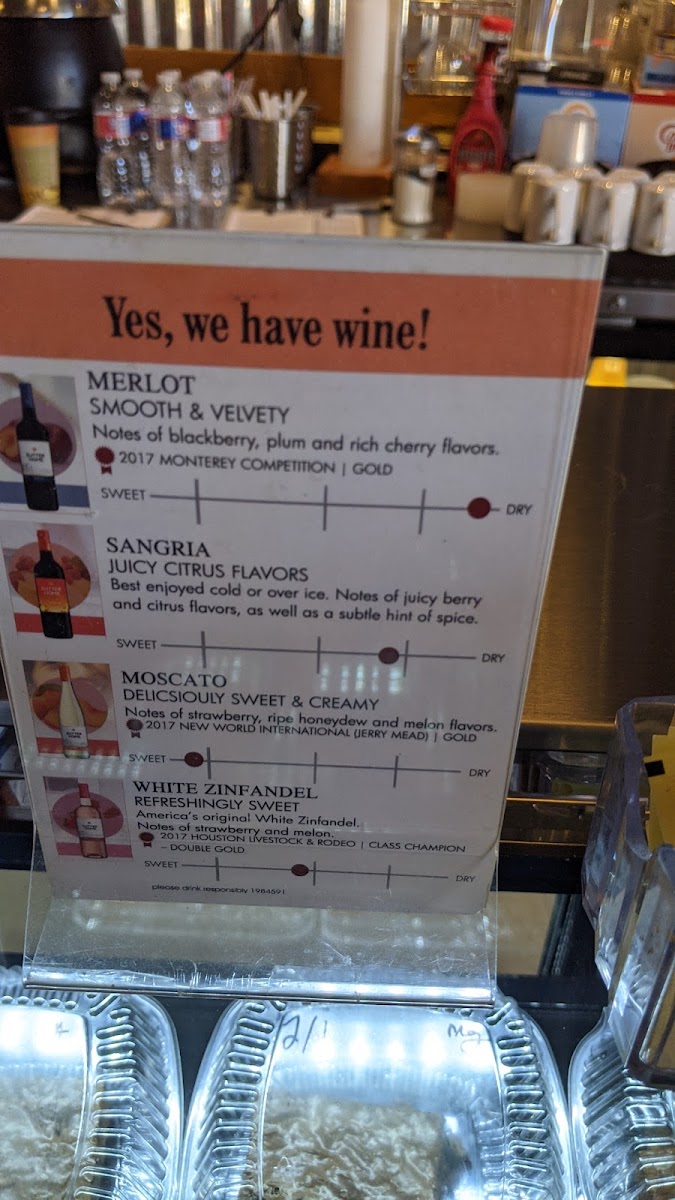 Yes, we have wine!
MERLOT
SMOOTH & VELVETY
Notes of blackberry, plum and rich cherry flavors.
2017 MONTEREY COMPETITION | GOLD
SWEET DRY
SANGRIA
JUICY CITRUS FLAVORS
Best enjoyed cold or over ice. Notes of juicy berry
and citrus flavors, as well as a subtle hint of spice.
SWEET DRY
MOSCATO
DELICSIOULY SWEET & CREAMY
Notes of strawberry, ripe honeydew and melon flavors.
2017 NEW WORLD INTERNATIONAL (JERRY MEAD) | GOLD
SWEET DRY
WHITE ZINFANDEL
REFRESHINGLY SWEET
America's original White Zinfandel.
Notes of strawberry and melon.
2017 HOUSTON LIVESTOCK & RODEO | CLASS CHAMPION
– DOUBLE GOLD
SWEET DRY
please drink responsibly 1984591
2/1